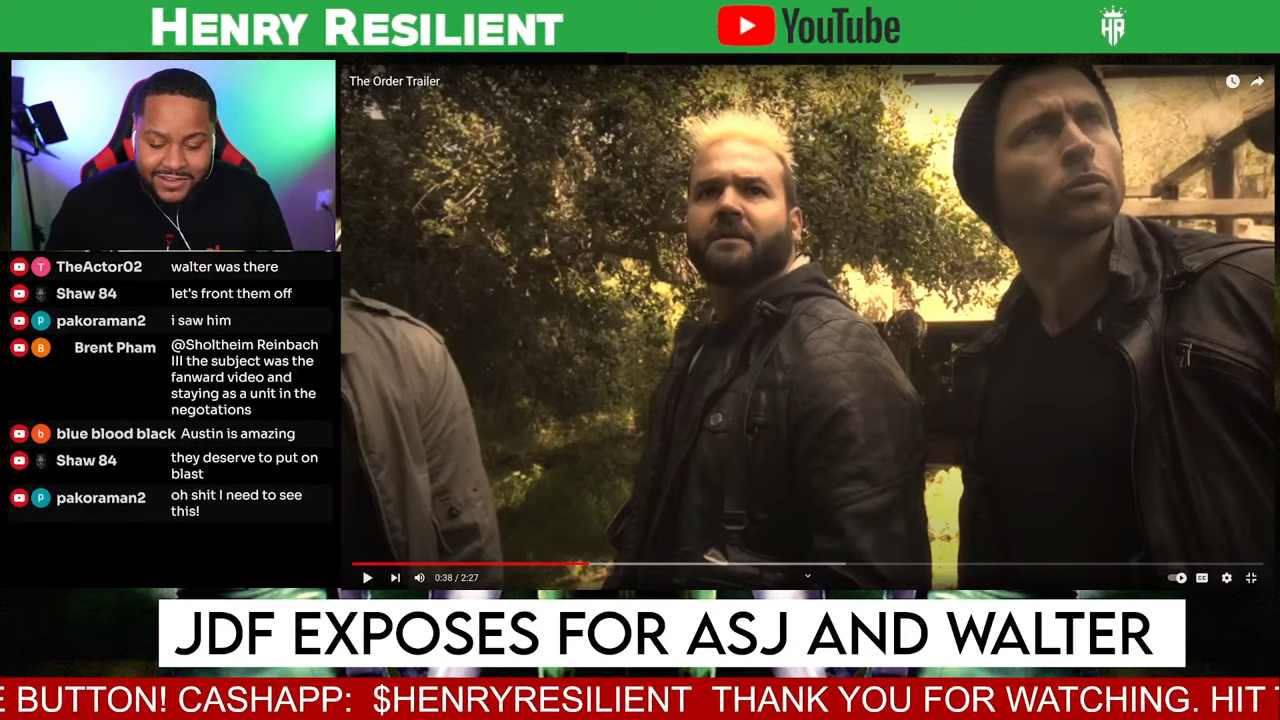 HENRY RESILIENT
YouTube
HR
The Order Trailer
TheActor02 walter was there
Shaw 84 let's front them off
pakoraman2 i saw him
Brent Pham @Sholtheim Reinbach
III the subject was the
fanward video and
staying as a unit in the
negotations
blue blood black Austin is amazing
Shaw 84 they deserve to put on
blast
pakoraman2 oh shit I need to see
this!
0:38 / 2:27
JDF EXPOSES FOR ASJ AND WALTER
E BUTTON! CASHAPP: $HENRYRESILIENT THANK YOU FOR WATCHING. HIT T